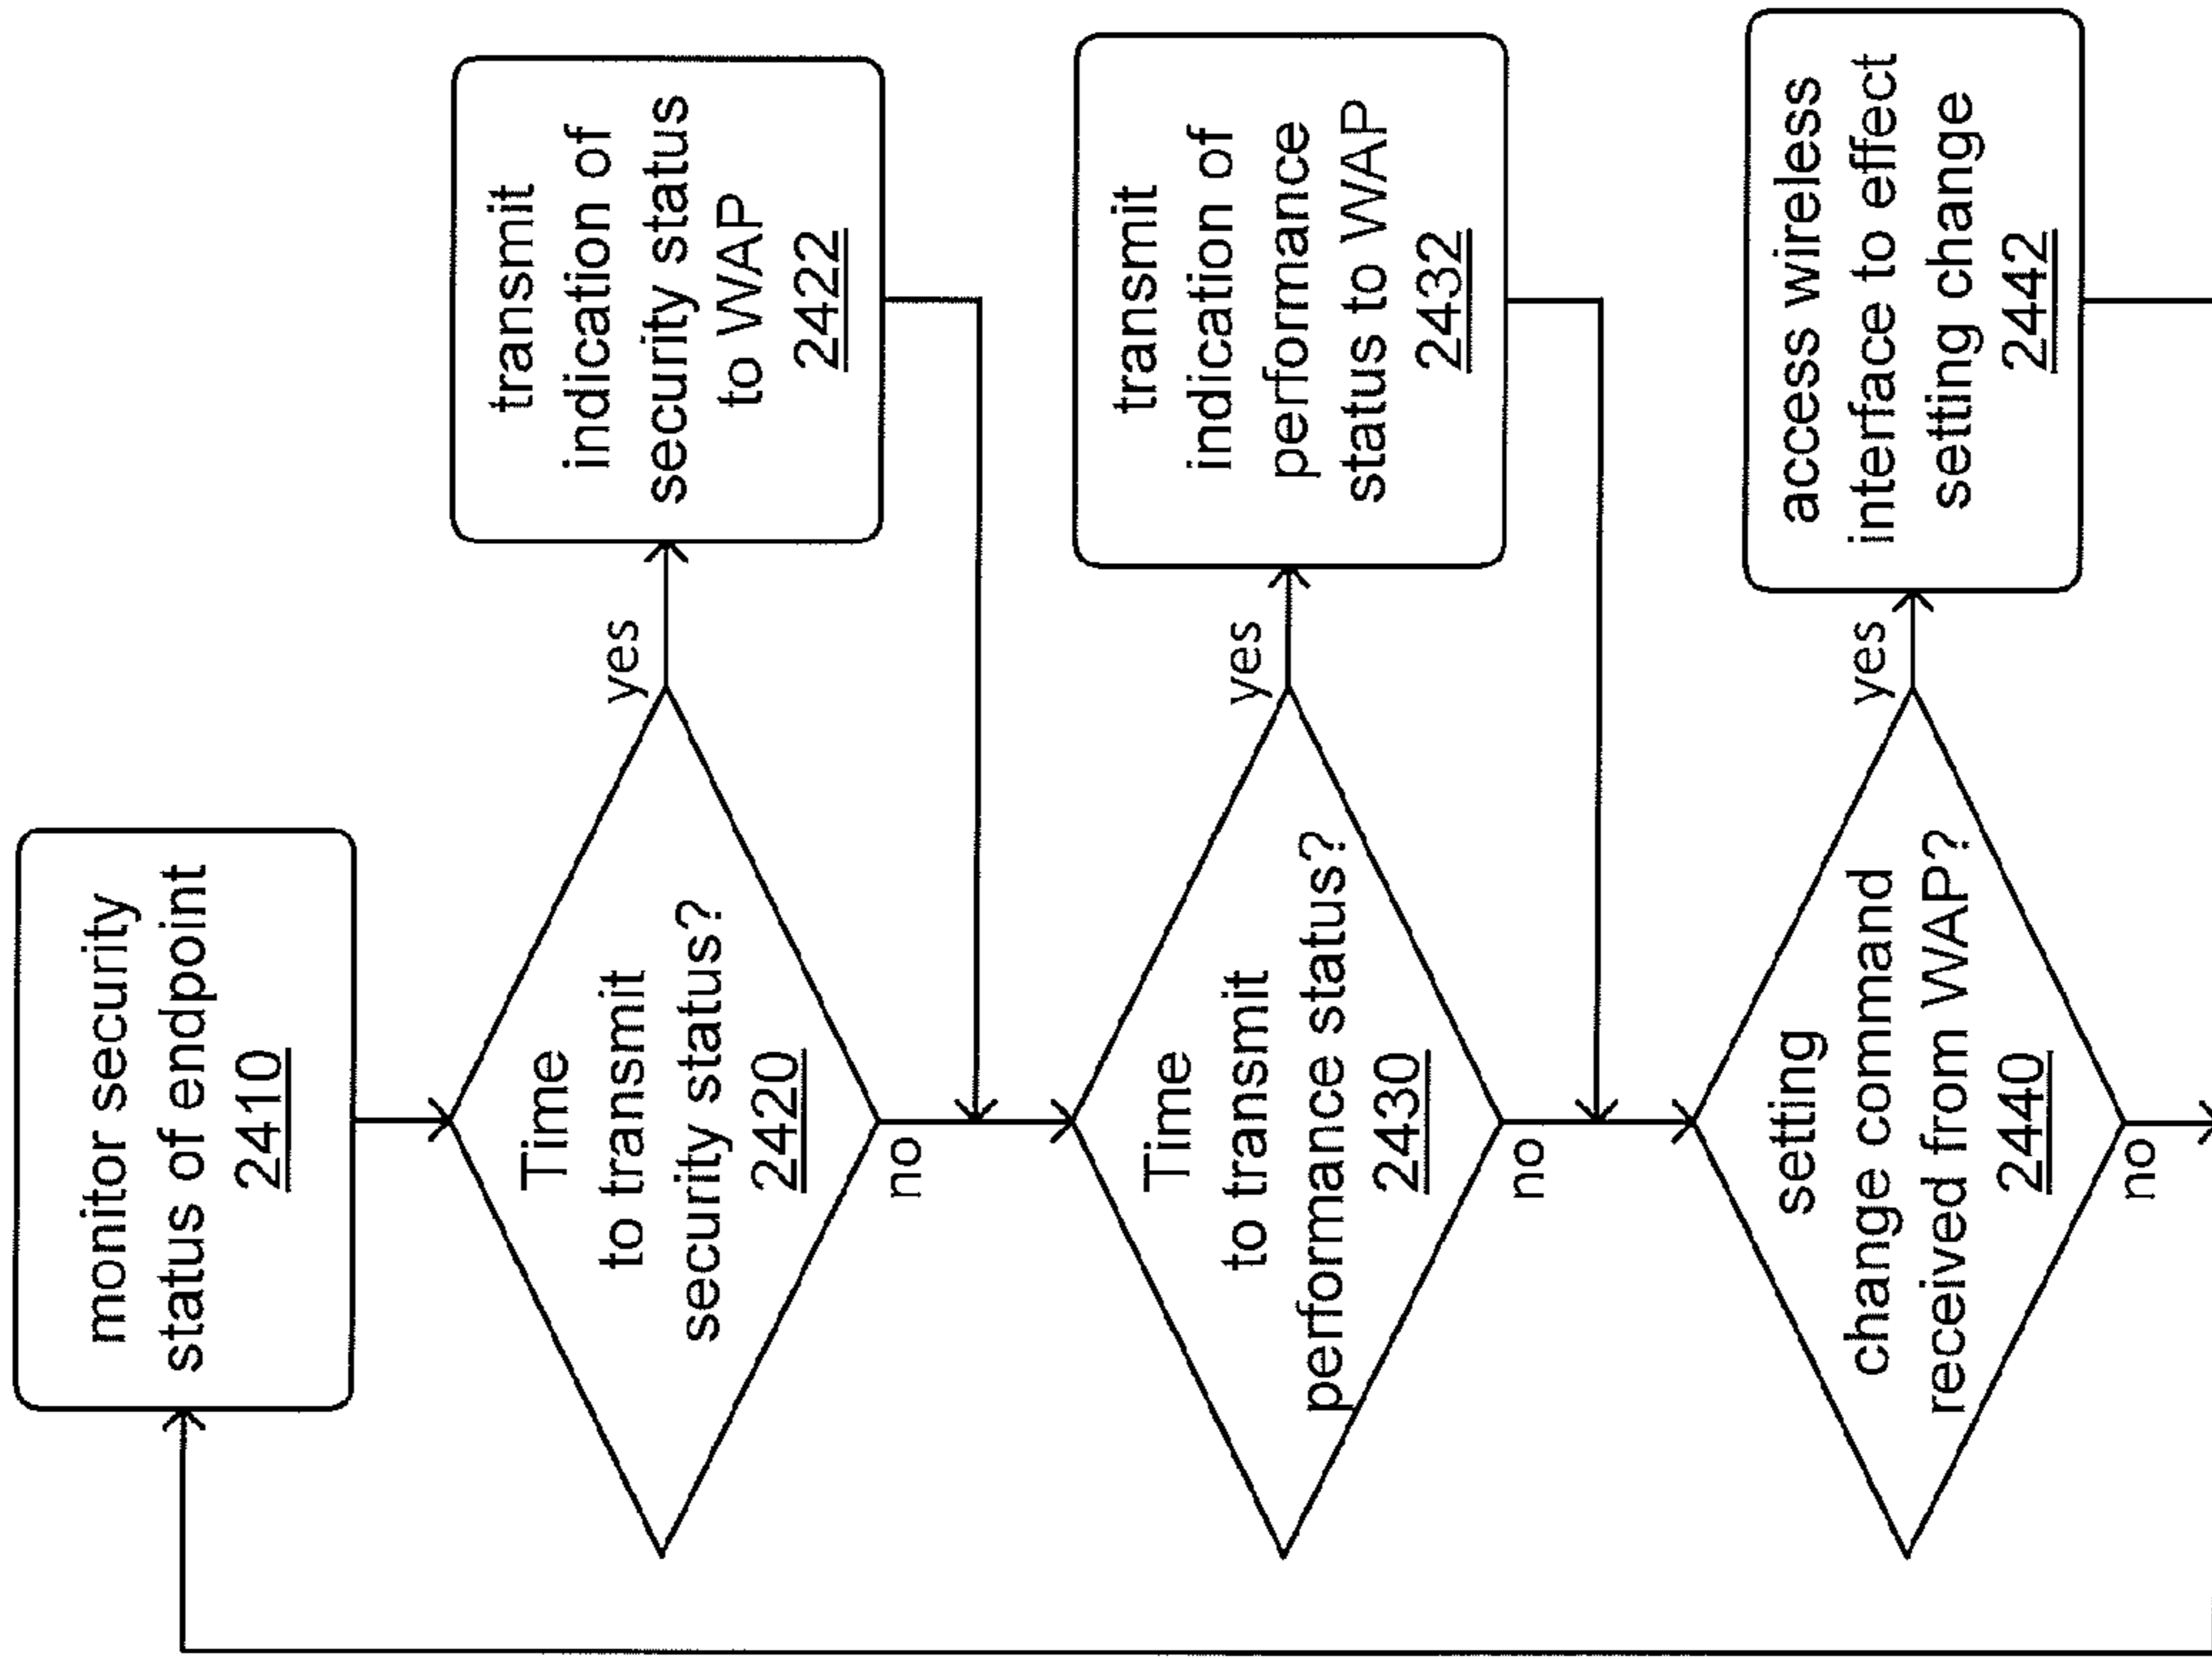 monitor security
status of endpoint
2410
Time
to transmit
security status?
2420
yes
no
transmit
indication of
security status
to WAP
2422
Time
to transmit
performance status?
2430
yes
no
transmit
indication of
performance
status to WAP
2432
setting
change command
received from WAP?
2440
yes
no
access wireless
interface to effect
setting change
2442